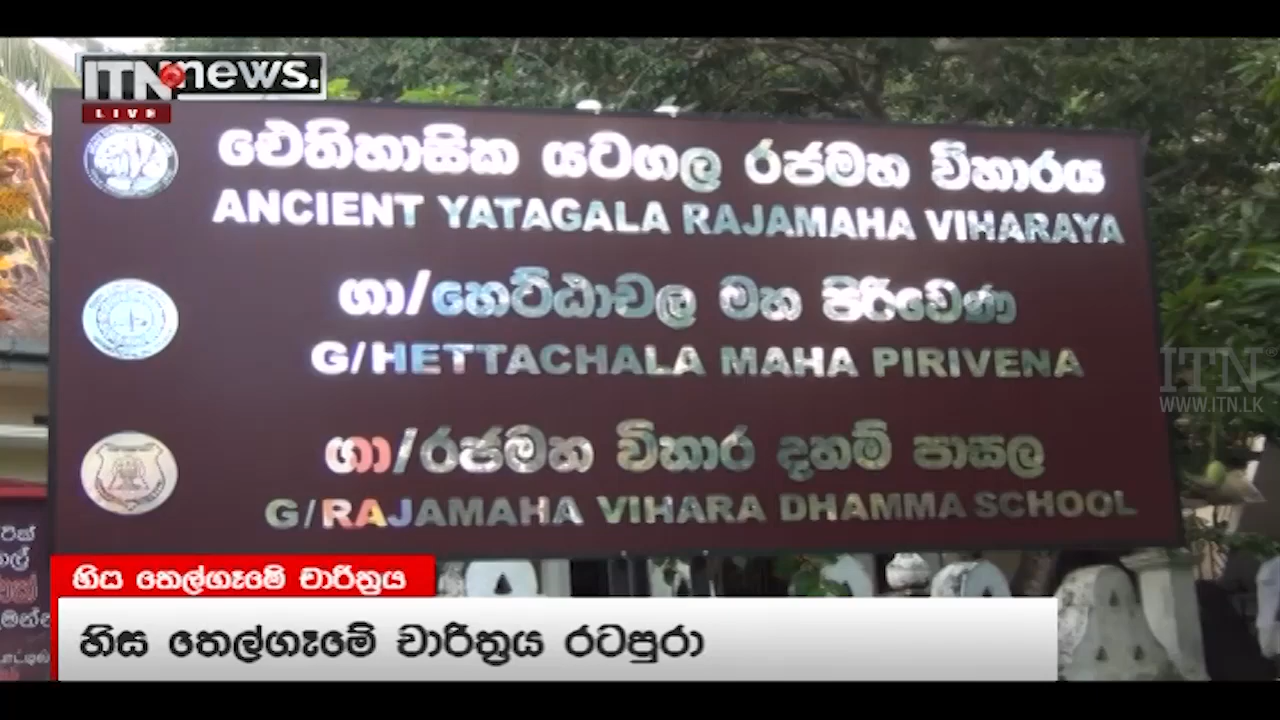 ITN news.
LIVE
ඓතිහාසික යටගල රජමහ විහාරය
ANCIENT YATAGALA RAJAMAHA VIHARAYA
ගා/හෙට්ඨාචල මහ පිරිවෙණ
G/HETTACHALA MAHA PIRIVENA
ITN
WWW.ITN.LK
ගා/රජමහ විහාර දහම් පාසල
G/RAJAMAHA VIHARA DHAMMA SCHOOL
හිස තෙල්ගෑමේ චාරිත්‍රය
හිස තෙල්ගෑමේ චාරිත්‍රය රටපුරා